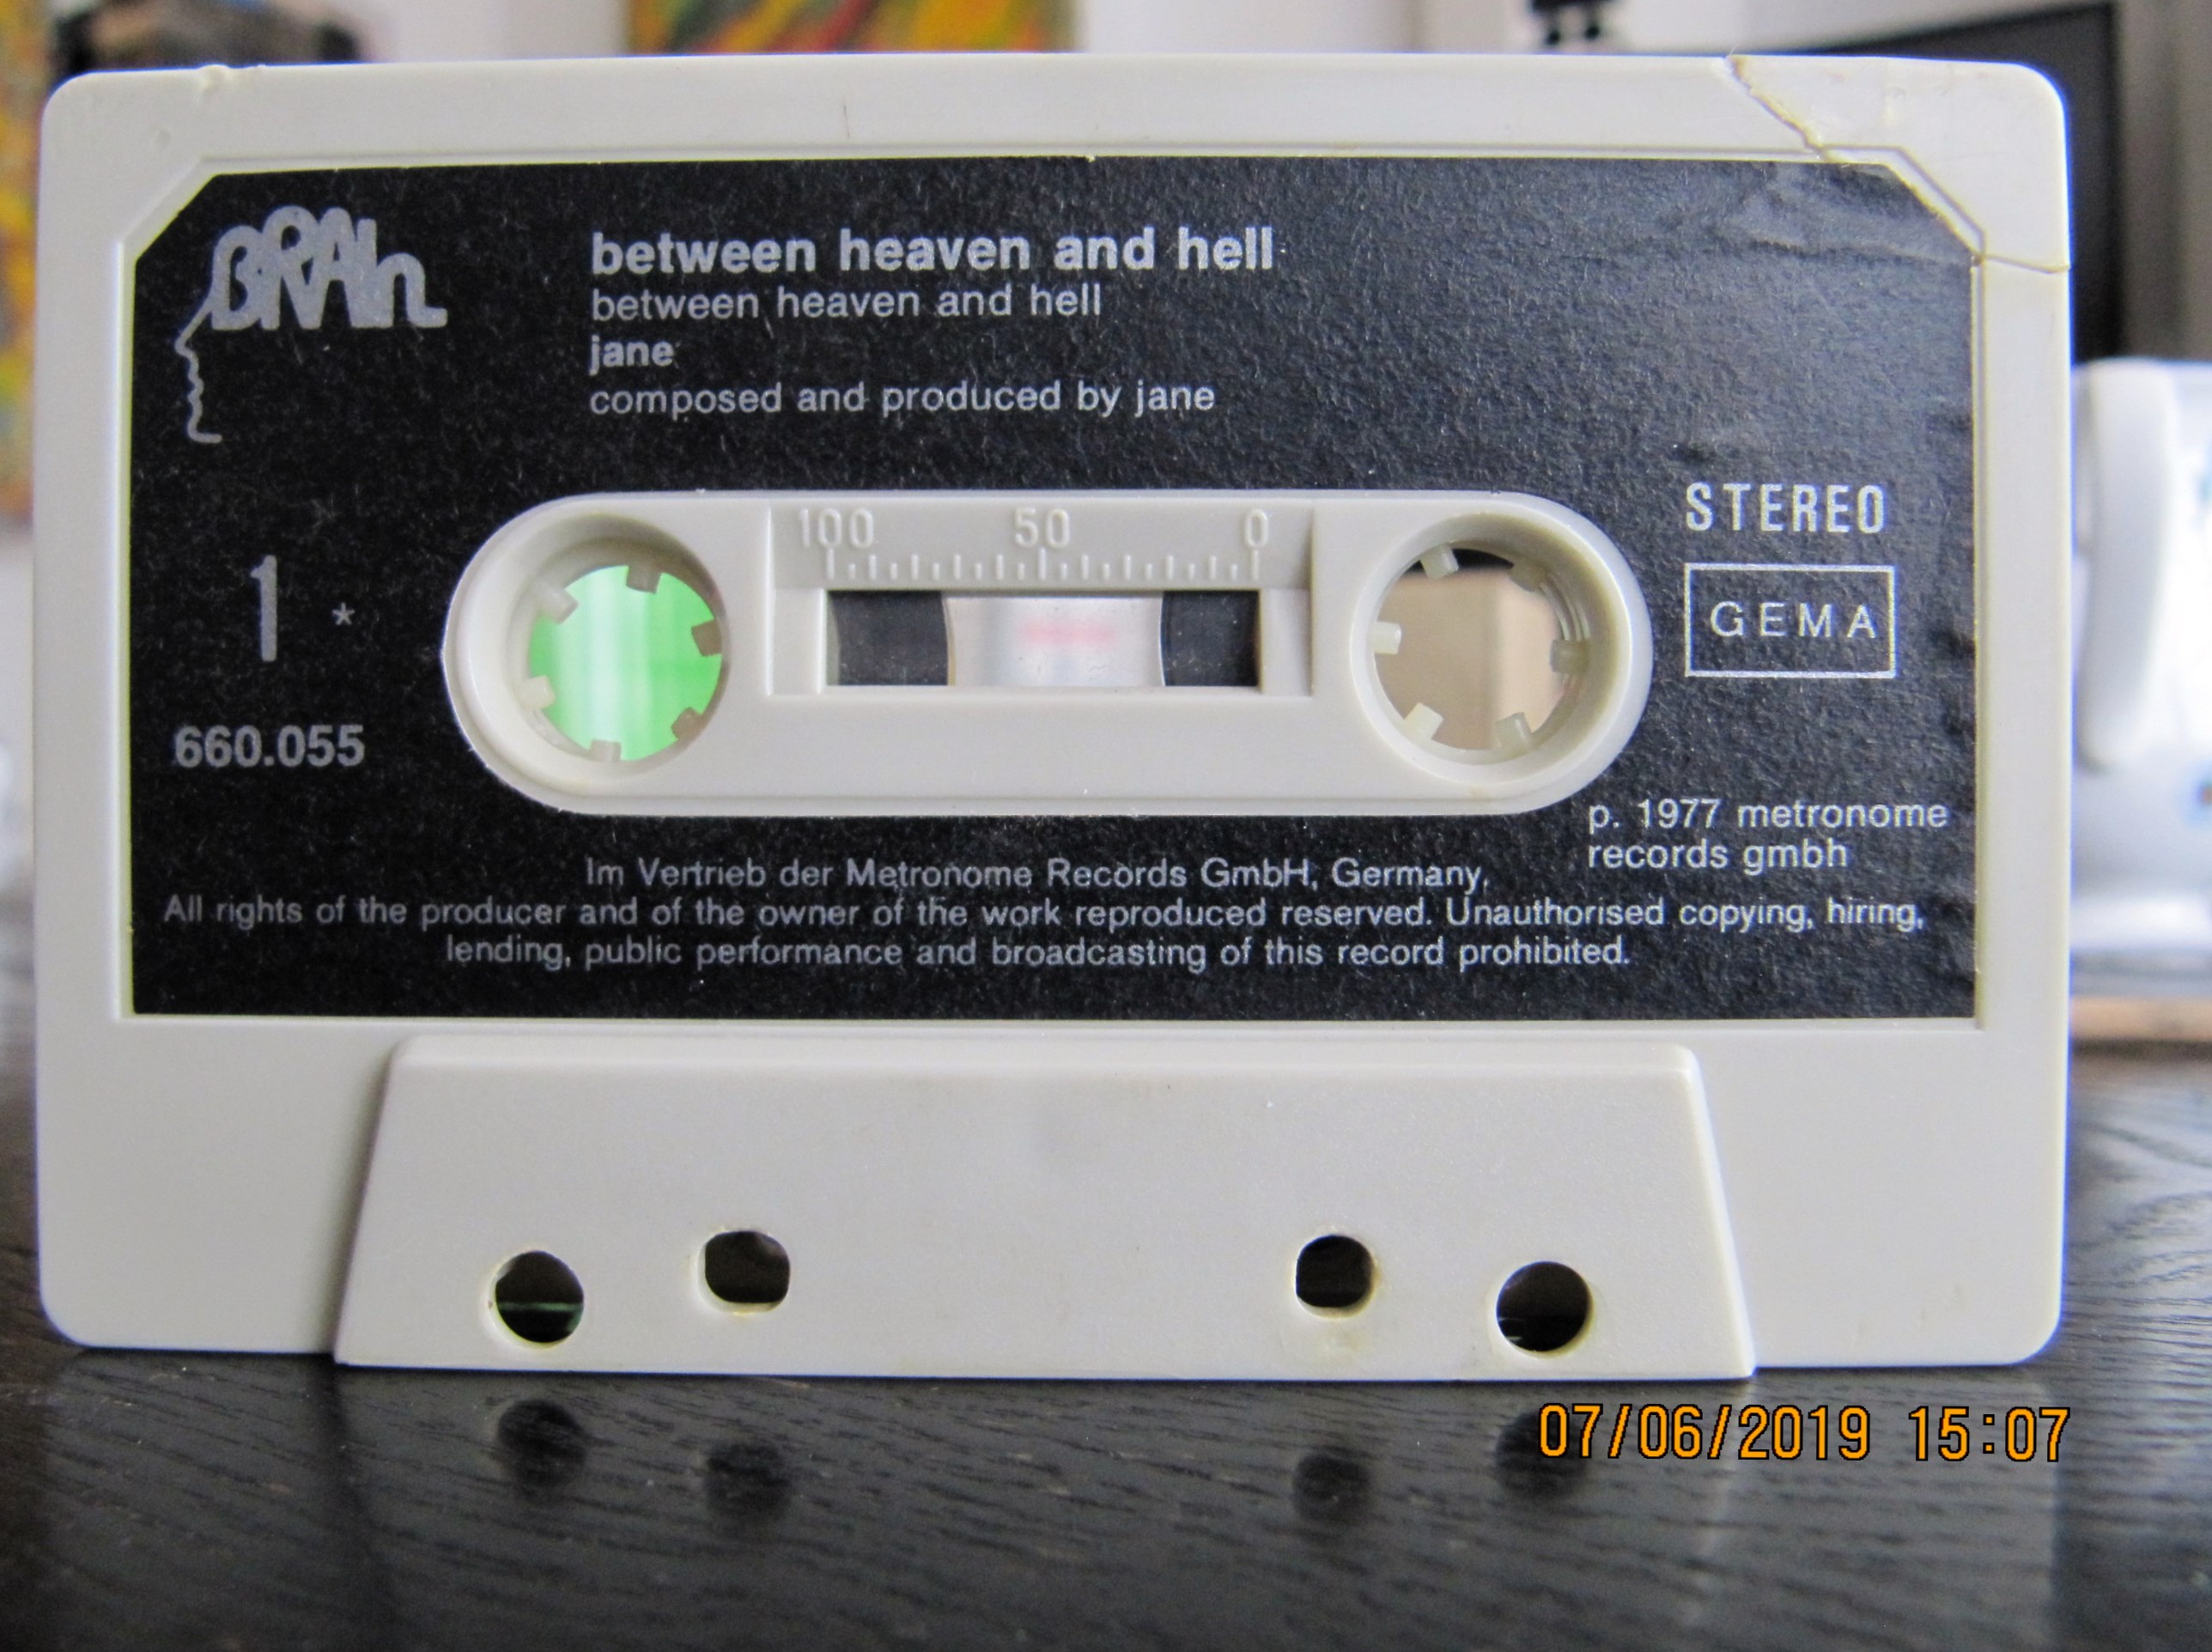 BRAIN
between heaven and hell
between heaven and hell
jane
composed and produced by jane
100 50 0
STEREO
GEMA
1 *
660.055
p. 1977 metronome
records gmbh
Im Vertrieb der Metronome Records GmbH, Germany,
All rights of the producer and of the owner of the work reproduced reserved. Unauthorised copying, hiring,
lending, public performance and broadcasting of this record prohibited.
07/06/2019 15:07